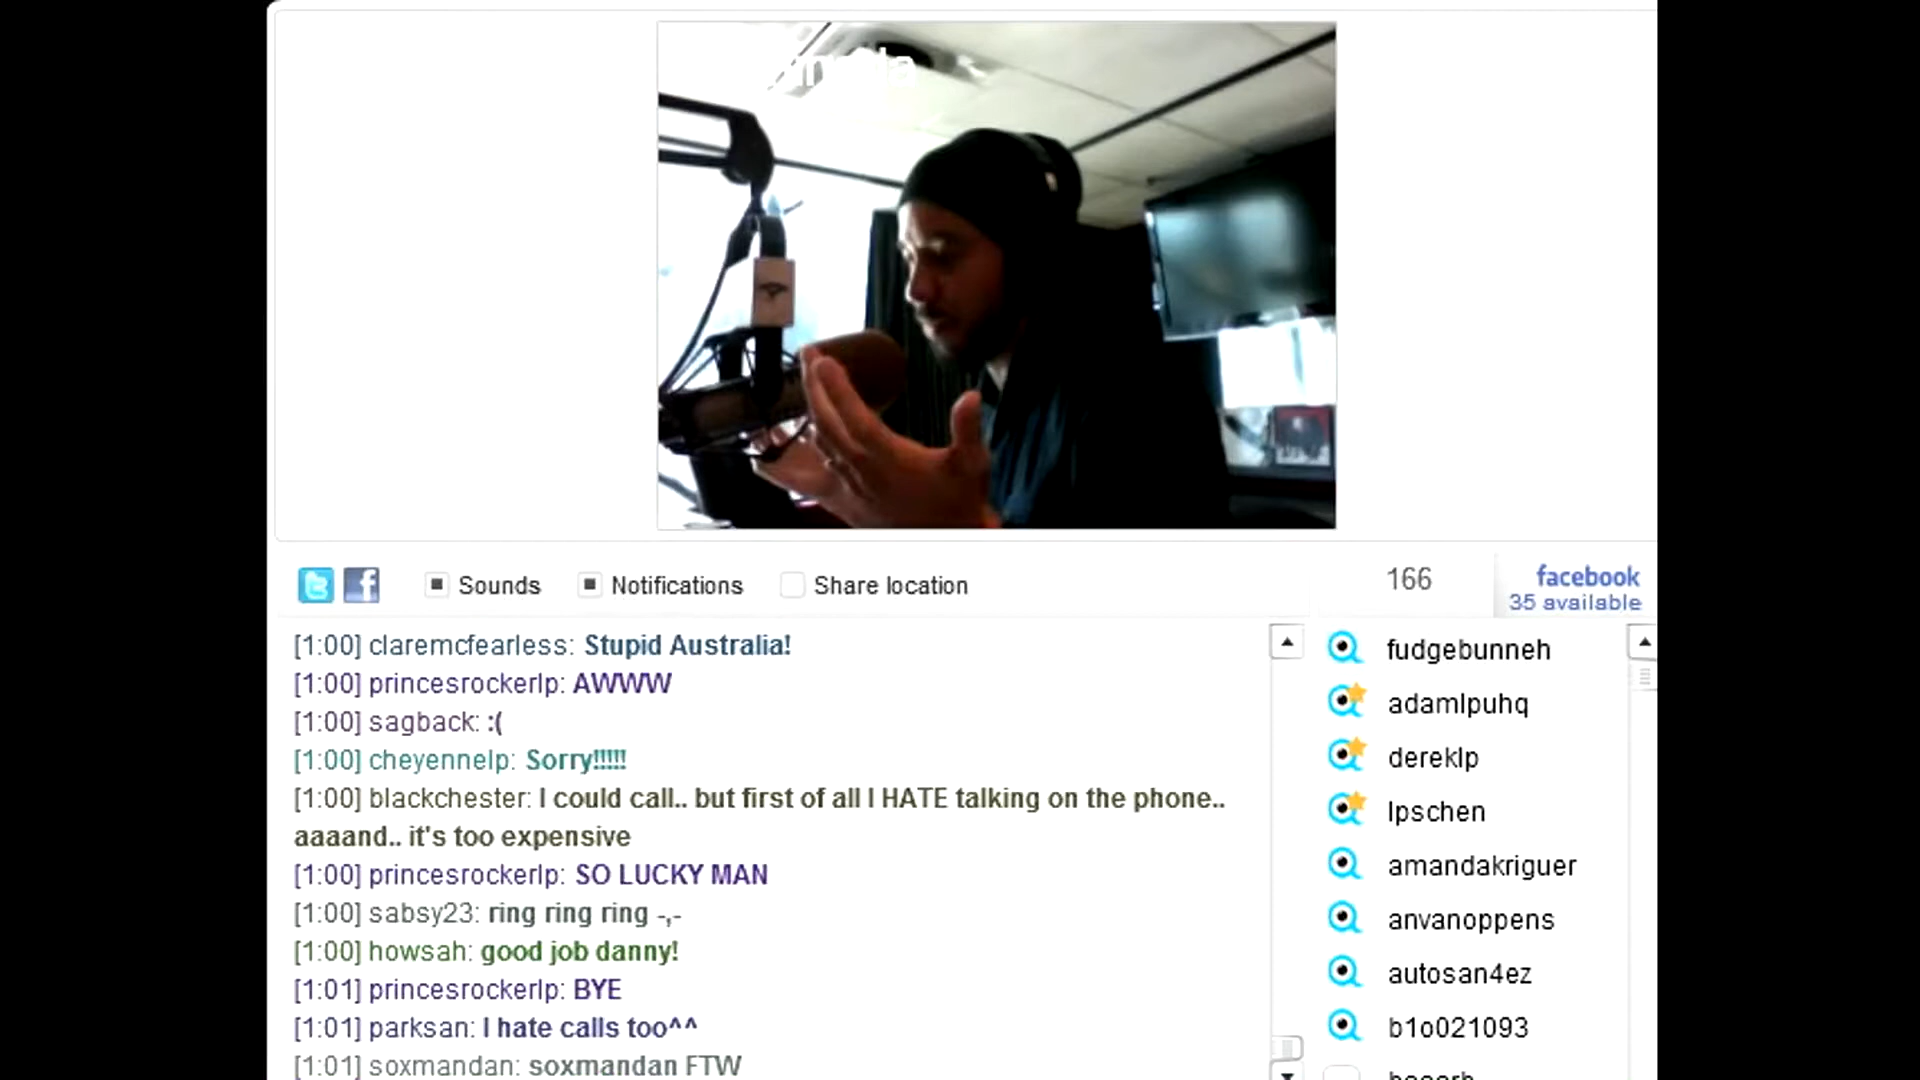 Sounds
Notifications
Share location
166
facebook
35 available
[1:00] claremcfearless: Stupid Australia!
[1:00] princesrockerlp: AWWW
[1:00] sagback: :(
[1:00] cheyennelp: Sorry!!!!!
[1:00] blackchester: I could call.. but first of all I HATE talking on the phone..
aaaand.. it's too expensive
[1:00] princesrockerlp: SO LUCKY MAN
[1:00] sabsy23: ring ring ring -,-
[1:00] howsah: good job danny!
[1:01] princesrockerlp: BYE
[1:01] parksan: I hate calls too^^
[1:01] soxmandan: soxmandan FTW
fudgebunneh
adamlpuhq
dereklp
lpschen
amandakriguer
anvanoppens
autosan4ez
b1o021093